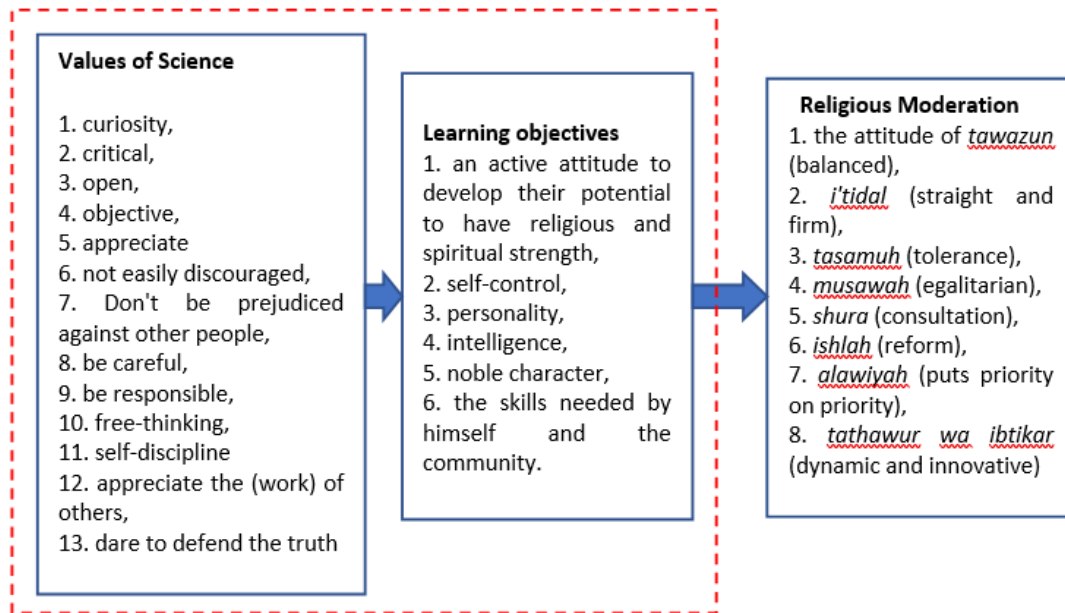 Values of Science
1. curiosity,
2. critical,
3. open,
4. objective,
5. appreciate
6. not easily discouraged,
7. Don't be prejudiced
against other people,
8. be careful,
9. be responsible,
10. free-thinking,
11. self-discipline
12. appreciate the (work) of
others,
13. dare to defend the truth
Learning objectives
1. an active attitude to
develop their potential
to have religious and
spiritual strength,
2. self-control,
3. personality,
4. intelligence,
5. noble character,
6. the skills needed by
himself and the
community.
Religious Moderation
1. the attitude of tawazun
(balanced),
2. i'tidal (straight and
firm),
3. tasamuh (tolerance),
4. musawah (egalitarian),
5. shura (consultation),
6. ishlah (reform),
7. alawiyah (puts priority
on priority),
8. tathawur wa ibtikar
(dynamic and innovative)